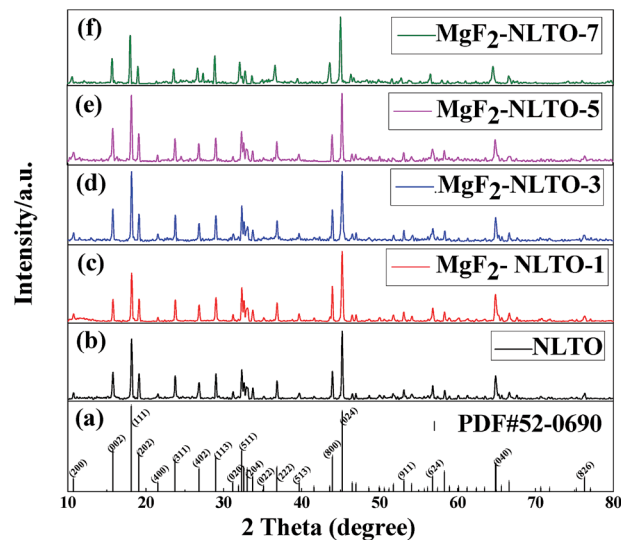 (f)
MgF2-NLTO-7
(e)
MgF2-NLTO-5
(d)
MgF2-NLTO-3
(c)
MgF2- NLTO-1
(b)
NLTO
(a)
PDF#52-0690
(200)
(002)
(111)
(202)
(400)
(311)
(402)
(113)
(020)
(511)
(204)
(022)
(222)
(513)
(800)
(024)
(911)
(624)
(040)
(826)
Intensity/a.u.
10 20 30 40 50 60 70 80
2 Theta (degree)